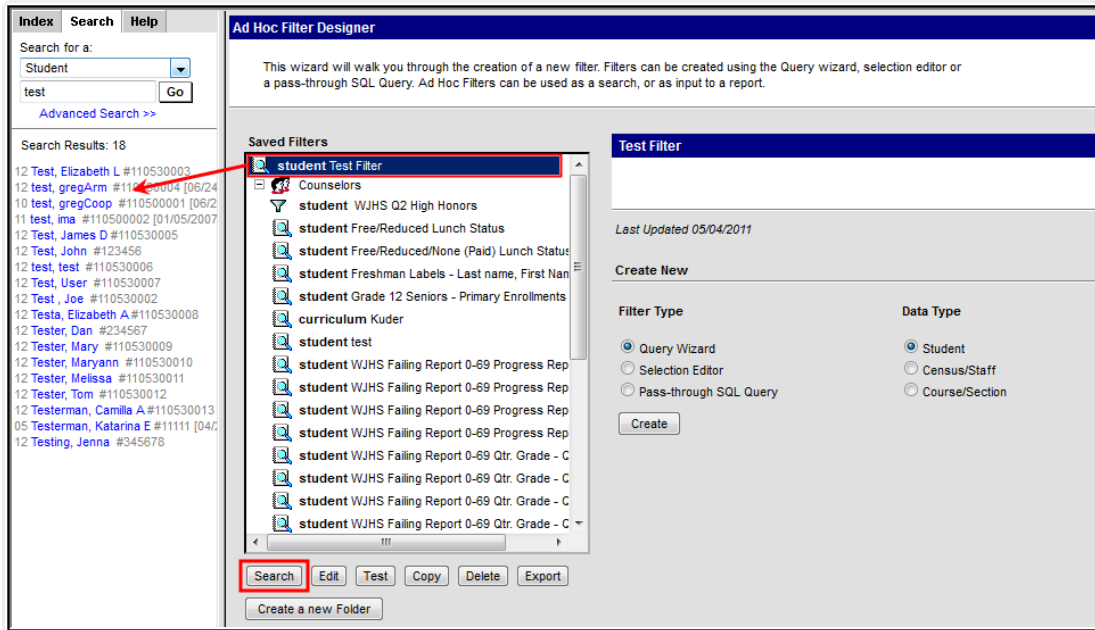 Index Search Help
Search for a:
Student
test Go
Advanced Search >>
Search Results: 18
12 Test, Elizabeth L #110530003
12 test, gregArm #110530004 [06/24
10 test, gregCoop #110500001 [06/2
11 test, ima #110500002 [01/05/2007
12 Test, James D #110530005
12 Test, John #123456
12 test, test #110530006
12 Test, User #110530007
12 Test , Joe #110530002
12 Testa, Elizabeth A #110530008
12 Tester, Dan #234567
12 Tester, Mary #110530009
12 Tester, Maryann #110530010
12 Tester, Melissa #110530011
12 Tester, Tom #110530012
12 Testerman, Camilla A #110530013
05 Testerman, Katarina E #11111 [04/2
12 Testing, Jenna #345678
Ad Hoc Filter Designer
This wizard will walk you through the creation of a new filter. Filters can be created using the Query wizard, selection editor or
a pass-through SQL Query. Ad Hoc Filters can be used as a search, or as input to a report.
Saved Filters
student Test Filter
Counselors
student WJHS Q2 High Honors
student Free/Reduced Lunch Status
student Free/Reduced/None (Paid) Lunch Status
student Freshman Labels - Last name, First Nan
student Grade 12 Seniors - Primary Enrollments
curriculum Kuder
student test
student WJHS Failing Report 0-69 Progress Rep
student WJHS Failing Report 0-69 Progress Rep
student WJHS Failing Report 0-69 Progress Rep
student WJHS Failing Report 0-69 Progress Rep
student WJHS Failing Report 0-69 Qtr. Grade - Q
student WJHS Failing Report 0-69 Qtr. Grade - Q
student WJHS Failing Report 0-69 Qtr. Grade - Q
student WJHS Failing Report 0-69 Qtr. Grade - Q
Search Edit Test Copy Delete Export
Create a new Folder
Test Filter
Last Updated 05/04/2011
Create New
Filter Type Data Type
Query Wizard Student
Selection Editor Census/Staff
Pass-through SQL Query Course/Section
Create